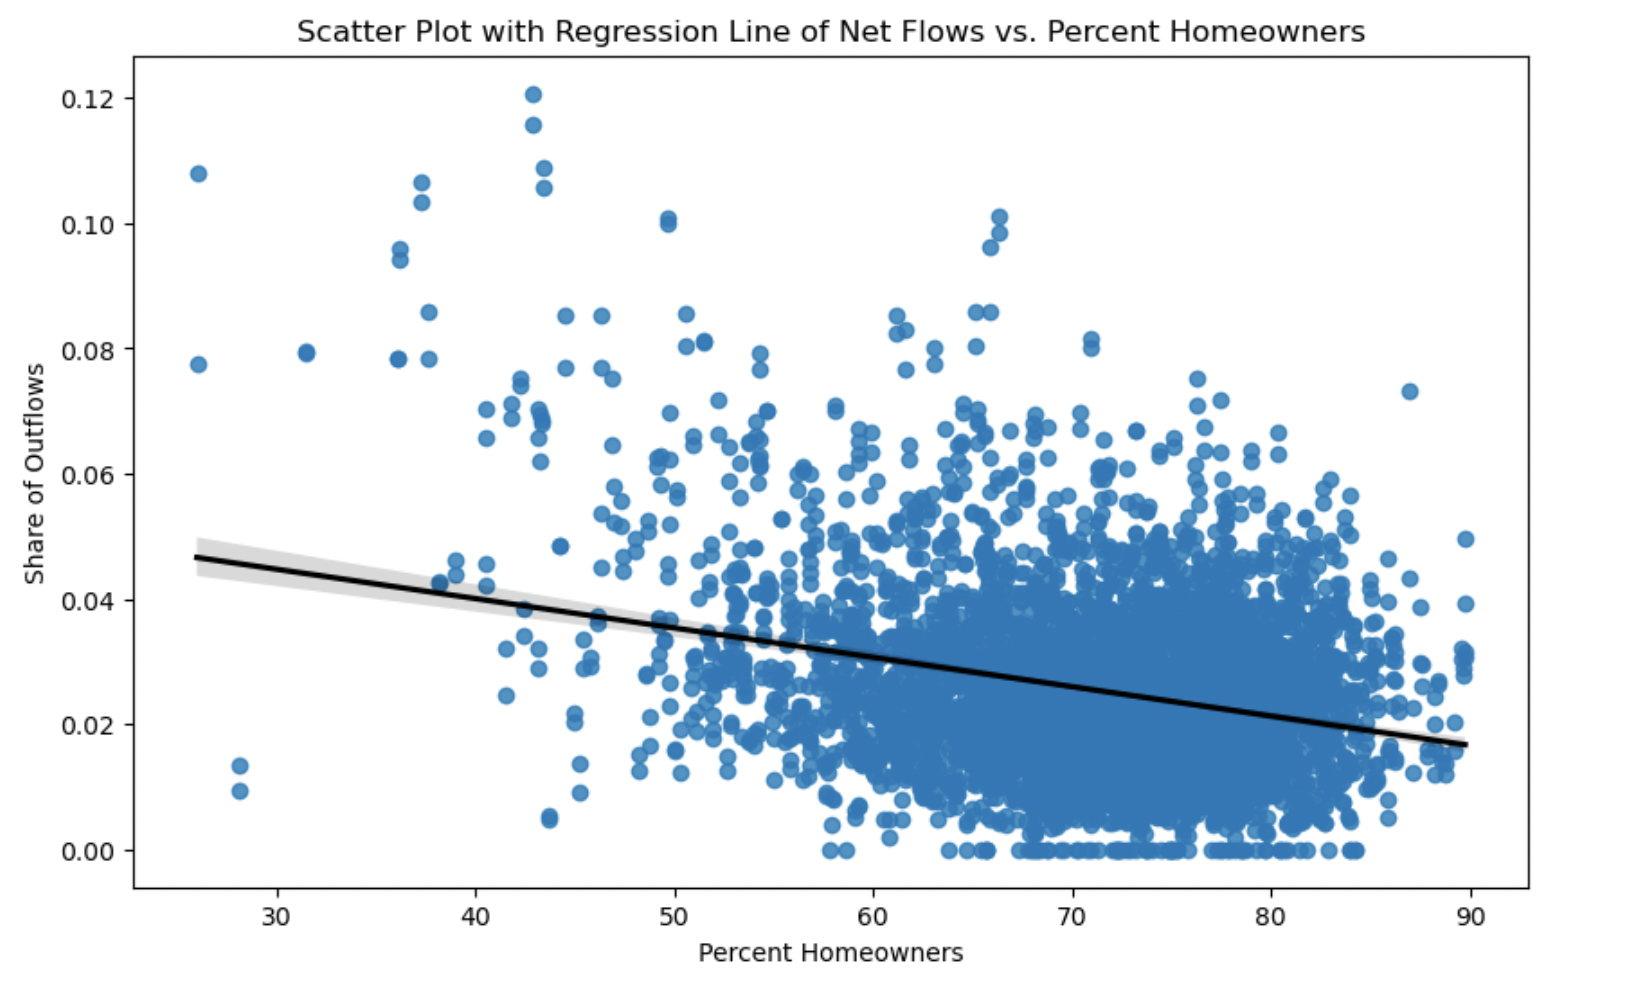 Scatter Plot with Regression Line of Net Flows vs. Percent Homeowners
0.12
0.10
0.08
0.06
0.04
0.02
0.00
Share of Outflows
30 40 50 60 70 80 90
Percent Homeowners